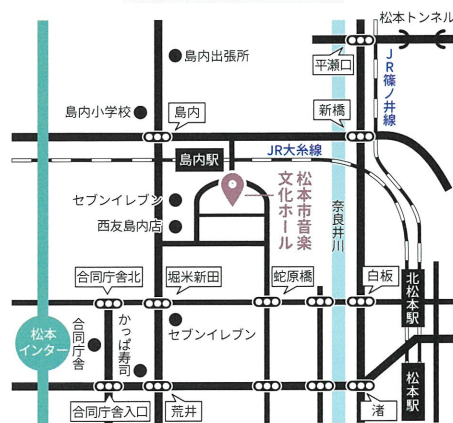 松本トンネル
島内出張所
平瀬口
JR篠ノ井線
島内小学校
島内
新橋
島内駅
JR大糸線
松本市音楽
文化ホール
セブンイレブン
西友島内店
奈良井川
合同庁舎北
堀米新田
蛇原橋
白板
北松本駅
松本
インター
合同庁舎
かっぱ寿司
セブンイレブン
松本駅
合同庁舎入口
荒井
渚